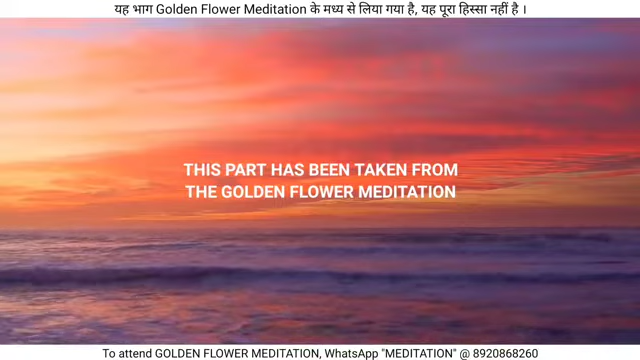 यह भाग Golden Flower Meditation के मध्य से लिया गया है, यह पूरा हिस्सा नहीं है ।
THIS PART HAS BEEN TAKEN FROM
THE GOLDEN FLOWER MEDITATION
To attend GOLDEN FLOWER MEDITATION, WhatsApp "MEDITATION" @ 8920868260